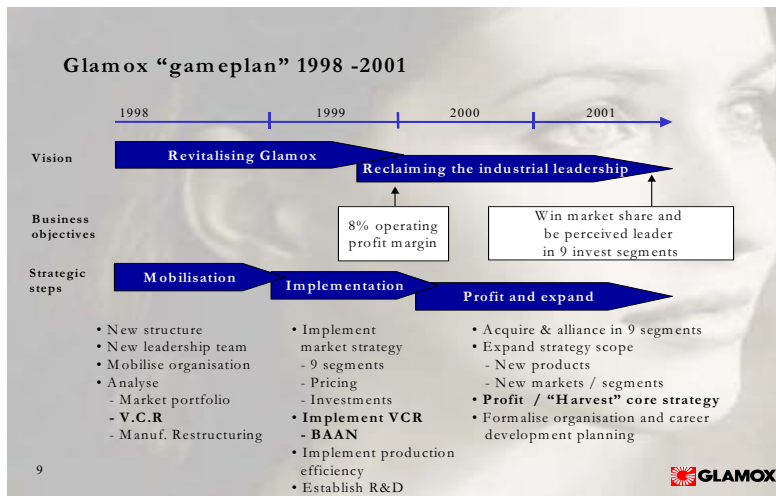 Glamox “gameplan” 1998 -2001
1998 1999 2000 2001
Vision
Revitalising Glamox
Reclaiming the industrial leadership
Business
objectives
8% operating
profit margin
Win market share and
be perceived leader
in 9 invest segments
Strategic
steps
Mobilisation
Implementation
Profit and expand
• New structure
• New leadership team
• Mobilise organisation
• Analyse
- Market portfolio
- V.C.R
- Manuf. Restructuring
• Implement
market strategy
- 9 segments
- Pricing
- Investments
• Implement VCR
- BAAN
• Implement production
efficiency
• Establish R&D
• Acquire & alliance in 9 segments
• Expand strategy scope
- New products
- New markets / segments
• Profit / “Harvest” core strategy
• Formalise organisation and career
development planning
9
GLAMOX